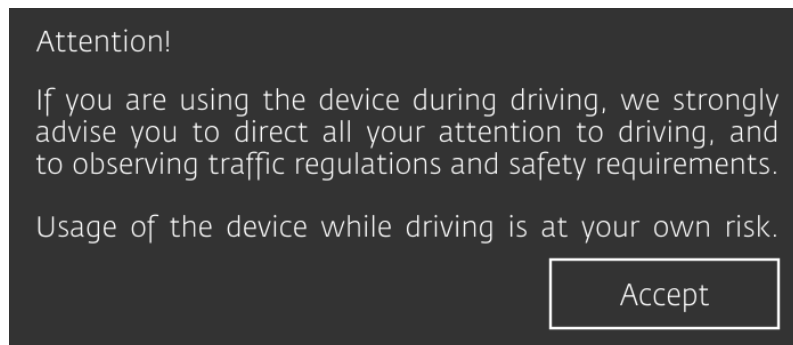 Attention!
If you are using the device during driving, we strongly
advise you to direct all your attention to driving, and
to observing traffic regulations and safety requirements.
Usage of the device while driving is at your own risk.
Accept